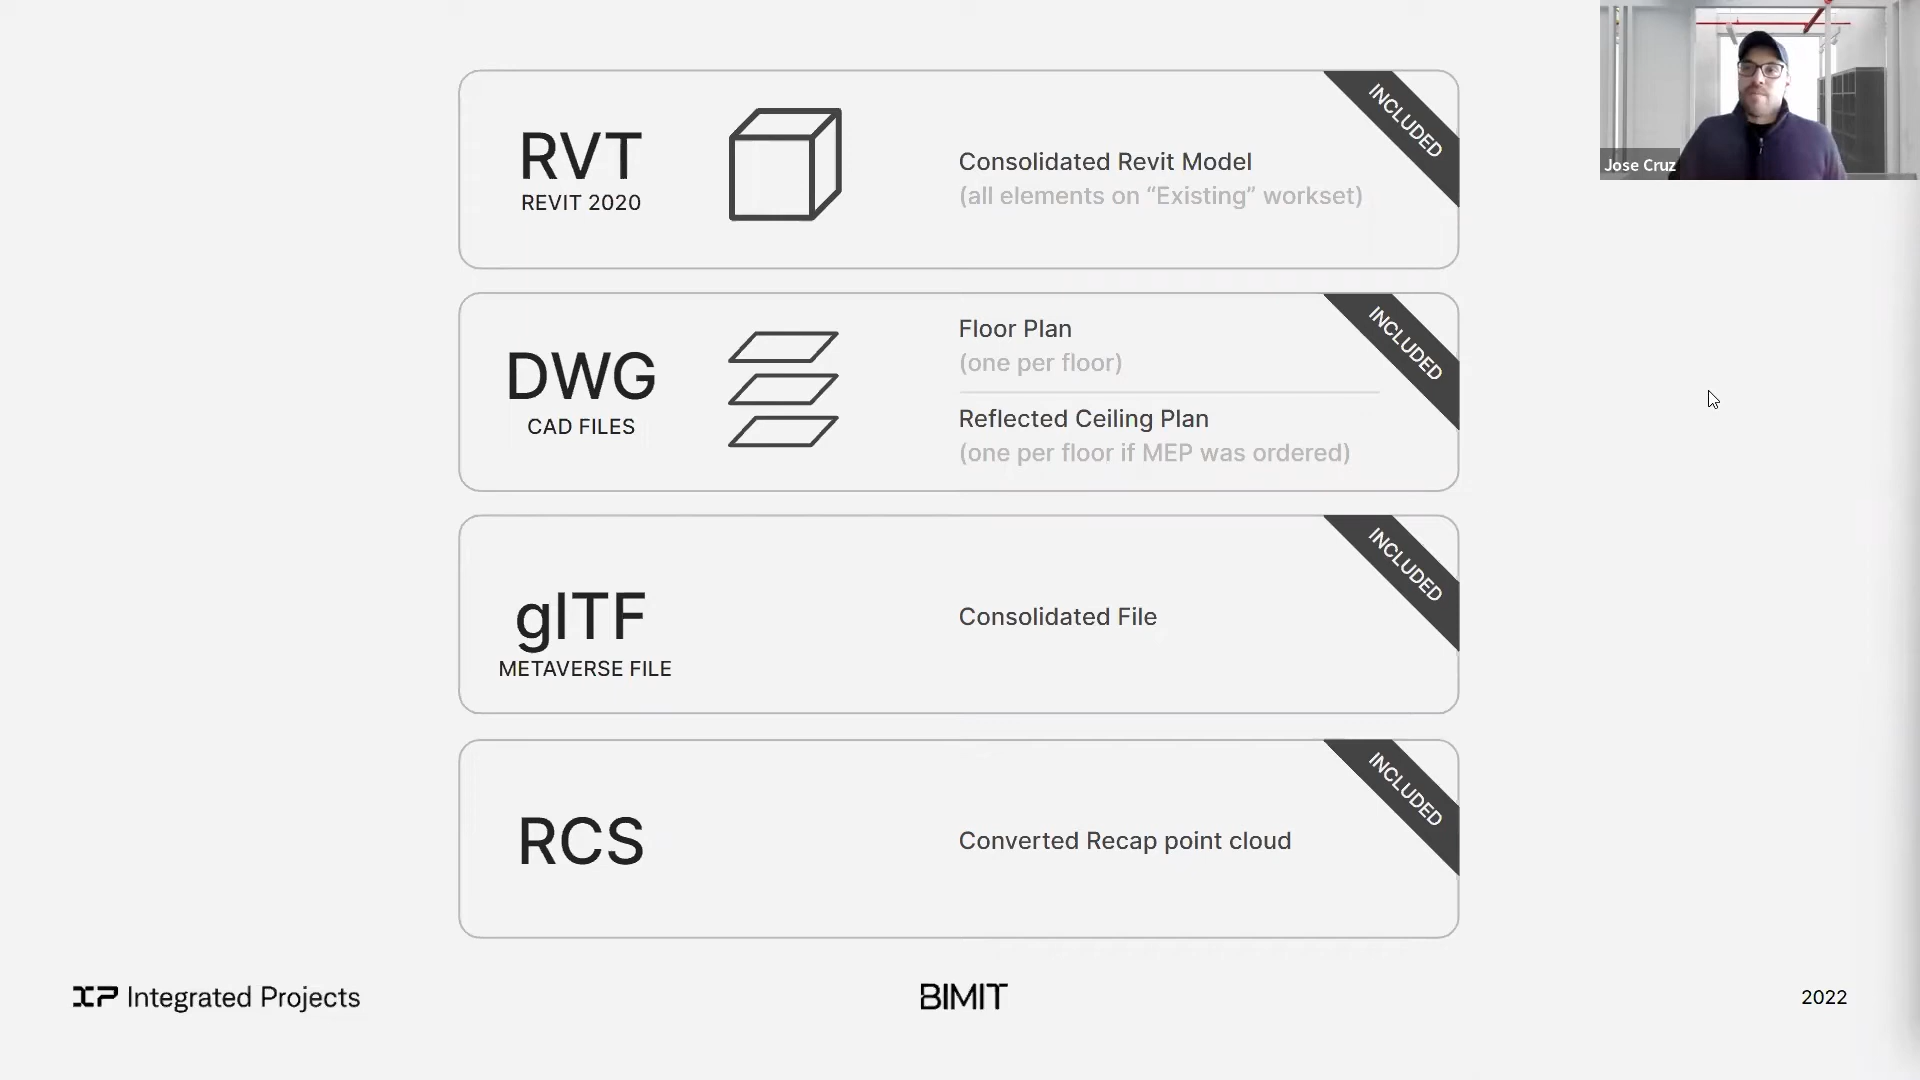 RVT
REVIT 2020
Consolidated Revit Model
(all elements on “Existing” workset)
INCLUDED
DWG
CAD FILES
Floor Plan
(one per floor)
Reflected Ceiling Plan
(one per floor if MEP was ordered)
INCLUDED
glTF
METAVERSE FILE
Consolidated File
INCLUDED
RCS
Converted Recap point cloud
INCLUDED
Jose Cruz
XP Integrated Projects
BIMIT
2022